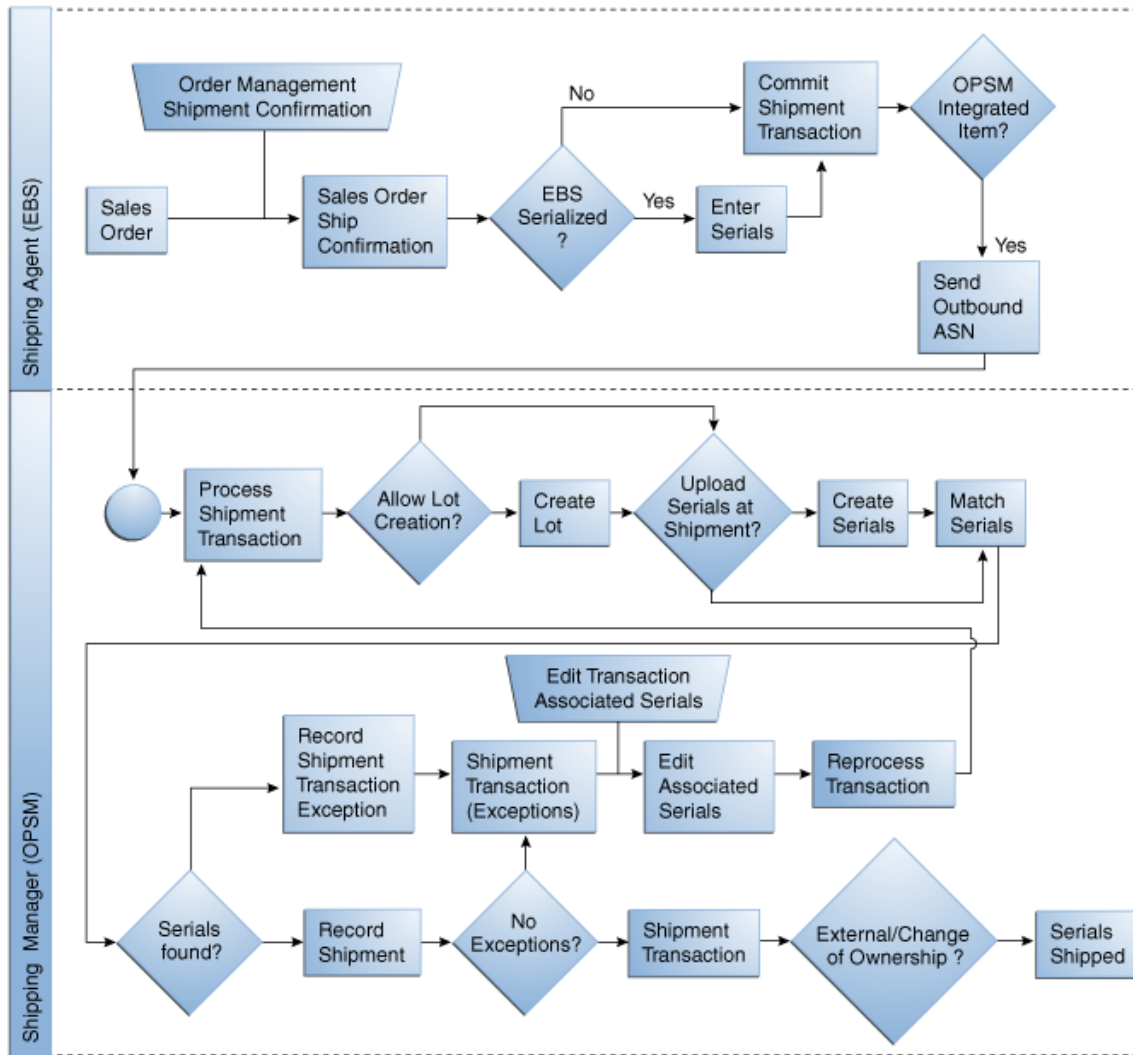 Shipping Agent (EBS)
Order Management
Shipment Confirmation
Sales
Order
Sales Order
Ship
Confirmation
EBS
Serialized
?
No
Yes
Enter
Serials
Commit
Shipment
Transaction
OPSM
Integrated
Item?
Yes
Send
Outbound
ASN
Shipping Manager (OPSM)
Process
Shipment
Transaction
Allow Lot
Creation?
Create
Lot
Upload
Serials at
Shipment?
Create
Serials
Match
Serials
Edit Transaction
Associated Serials
Record
Shipment
Transaction
Exception
Shipment
Transaction
(Exceptions)
Edit
Associated
Serials
Reprocess
Transaction
Serials
found?
Record
Shipment
No
Exceptions?
Shipment
Transaction
External/Change
of Ownership ?
Serials
Shipped